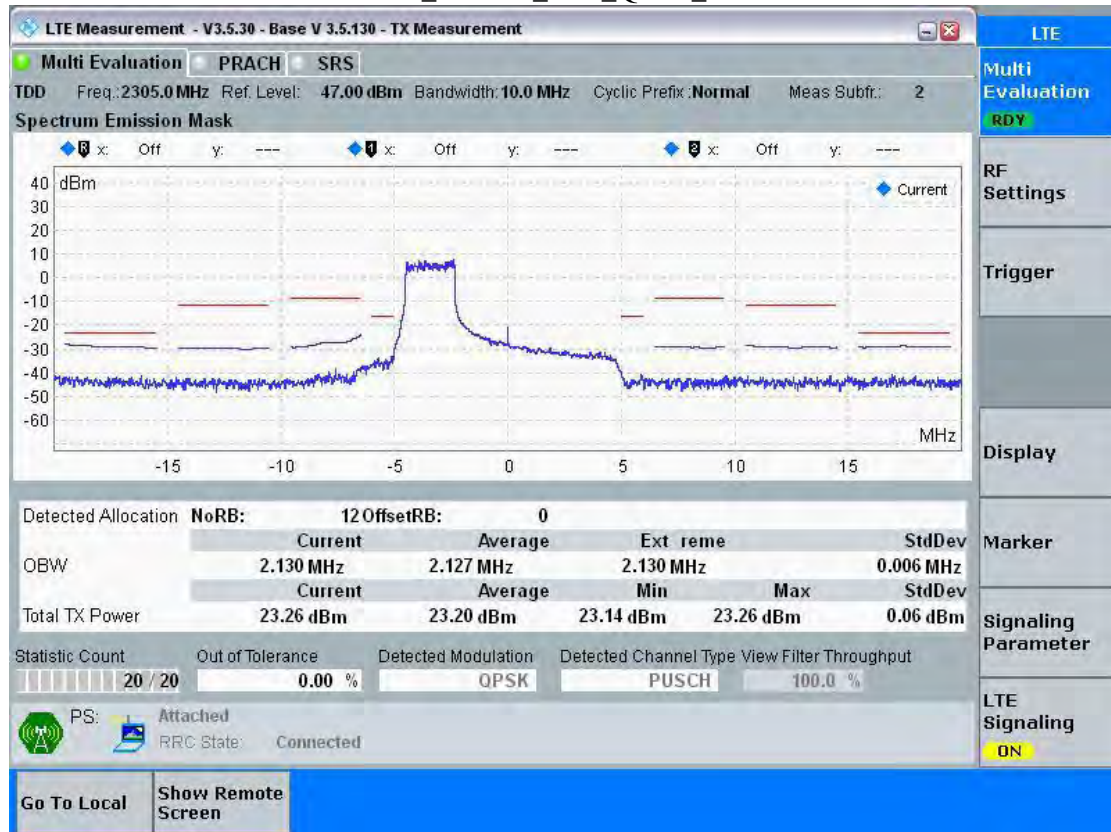 LTE Measurement - V3.5.30 - Base V 3.5.130 - TX Measurement
LTE
Multi Evaluation PRACH SRS
TDD Freq.:2305.0 MHz Ref. Level: 47.00 dBm Bandwidth:10.0 MHz Cyclic Prefix :Normal Meas Subfr.: 2
Spectrum Emission Mask
R x: Off y: --- 1 x: Off y: --- 2 x: Off y: ---
dBm
Current
40
30
20
10
0
-10
-20
-30
-40
-50
-60
MHz
-15 -10 -5 0 5 10 15
Detected Allocation NoRB: 12 OffsetRB: 0
Current Average Ext reme StdDev
OBW 2.130 MHz 2.127 MHz 2.130 MHz 0.006 MHz
Current Average Min Max StdDev
Total TX Power 23.26 dBm 23.20 dBm 23.14 dBm 23.26 dBm 0.06 dBm
Statistic Count Out of Tolerance Detected Modulation Detected Channel Type View Filter Throughput
20 / 20 0.00 % QPSK PUSCH 100.0 %
PS: Attached
RRC State: Connected
Multi
Evaluation
RDY
RF
Settings
Trigger
Display
Marker
Signaling
Parameter
LTE
Signaling
ON
Go To Local
Show Remote
Screen